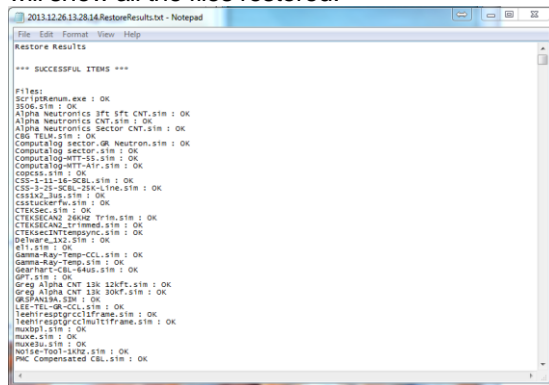 will show all the files restored.
2013.12.26.13.28.14.RestoreResults.txt - Notepad
File Edit Format View Help
Restore Results
*** SUCCESSFUL ITEMS ***
Files:
ScriptRenum.exe : OK
3506.sim : OK
Alpha Neutronics 3ft 5ft CNT.sim : OK
Alpha Neutronics CNT.sim : OK
Alpha Neutronics Sector CNT.sim : OK
CBG TELM.sim : OK
Computalog sector.GR Neutron.sim : OK
Computalog sector.sim : OK
Computalog-MTT-SS.sim : OK
Computalog-MTT-Air.sim : OK
copcss.sim : OK
CSS-1-11-16-SCBL.sim : OK
CSS-3-25-SCBL-25K-Line.sim : OK
css1x2_3us.sim : OK
csstuckerfw.sim : OK
CTEKSec.sim : OK
CTEKSECAN2 26KHZ Trim.sim : OK
CTEKSECAN2_trimmed.sim : OK
CTEKsecINTtempsync.sim : OK
Delware_1x2.Sim : OK
eli.sim : OK
Gamma-Ray-Temp-CCL.sim : OK
Gamma-Ray-Temp.sim : OK
Gearhart-CBL-64us.sim : OK
GPT.sim : OK
Greg Alpha CNT 13k 12kft.sim : OK
Greg Alpha CNT 13k 30kf.sim : OK
GRSPAN19A.SIM : OK
LEE-TEL-GR-CCL.sim : OK
leehiresptgrccl1frame.sim : OK
leehiresptgrcclmultiframe.sim : OK
muxbpl.sim : OK
muxe.sim : OK
muxe3u.sim : OK
Noise-Tool-1Khz.sim : OK
PMC Compensated CBL.sim : OK